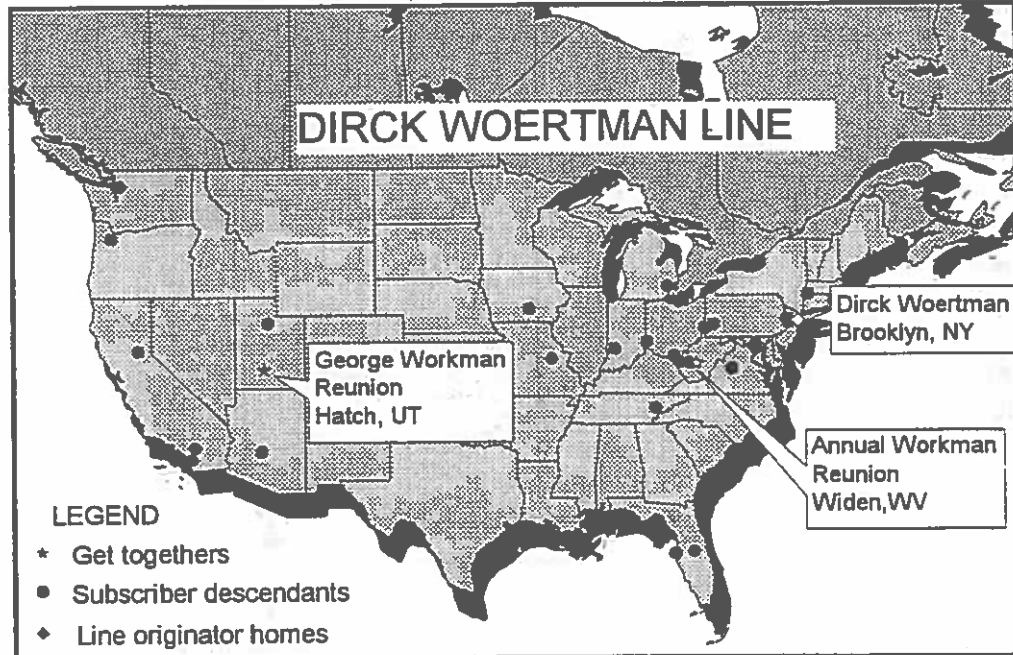 DIRCK WOERTMAN LINE
Dirck Woertman
Brooklyn, NY
George Workman
Reunion
Hatch, UT
Annual Workman
Reunion
Widen,WV
LEGEND
Get togethers
Subscriber descendants
Line originator homes